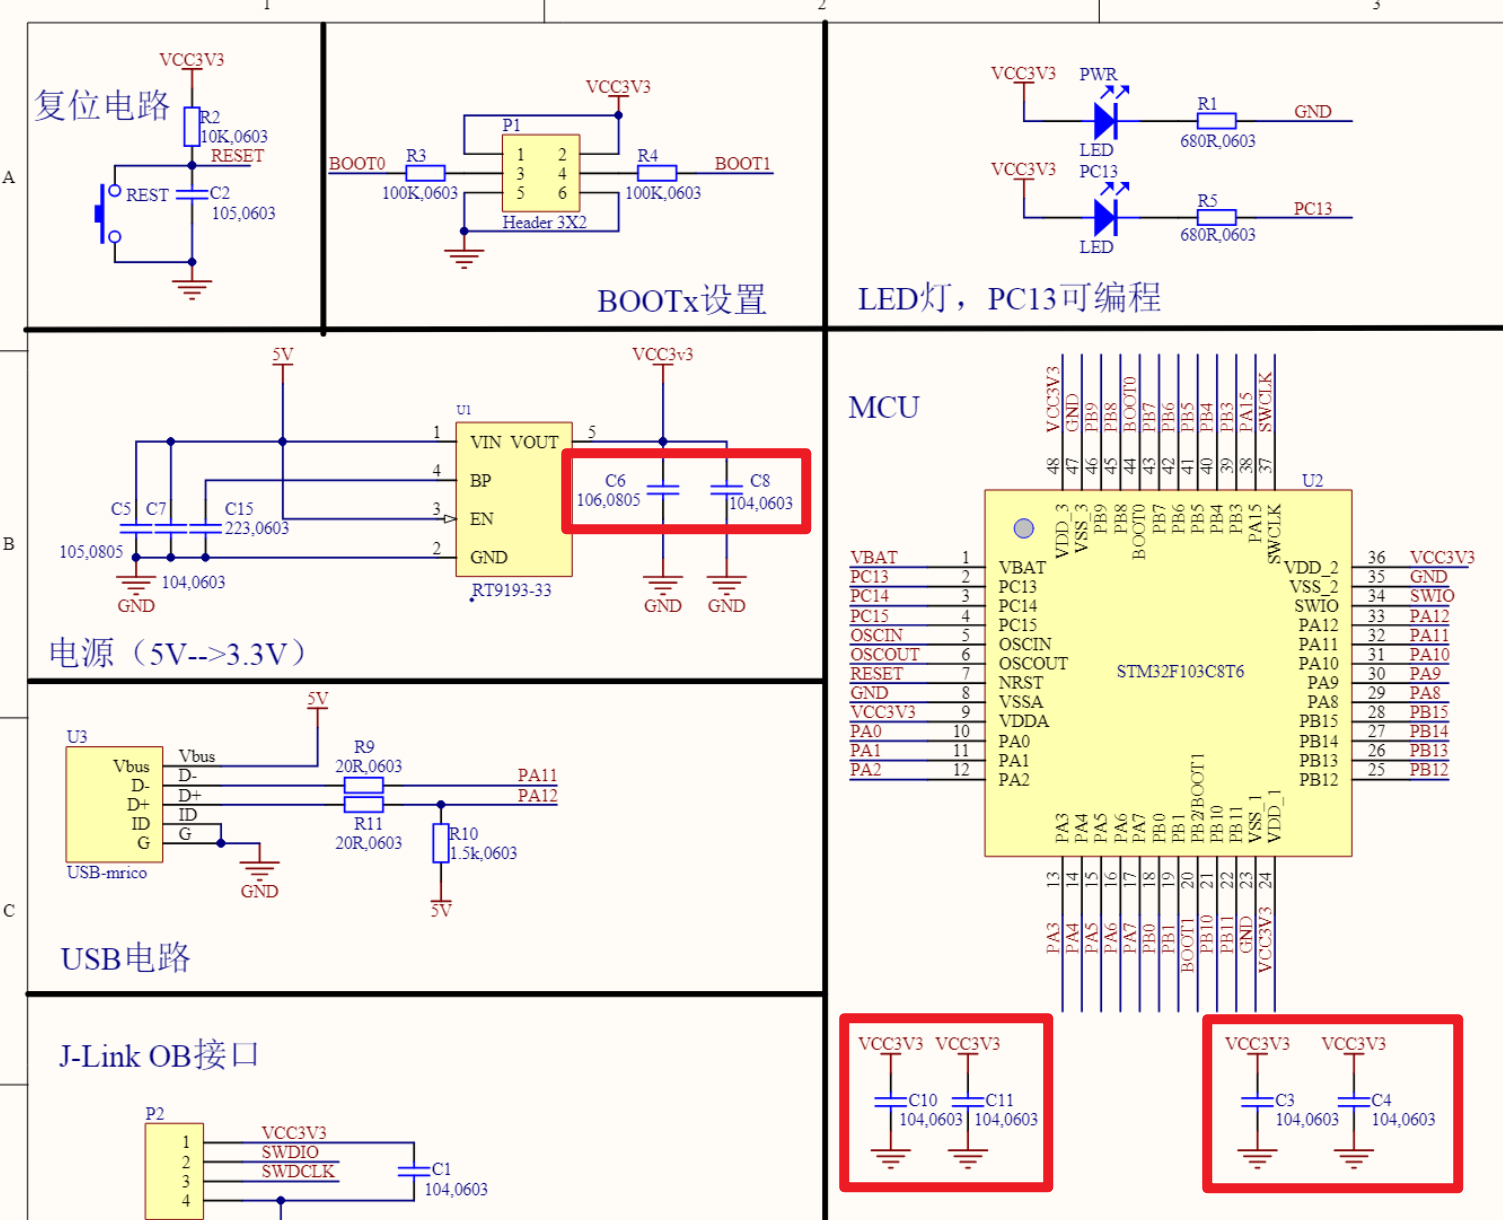 1
2
3
A
B
C
复位电路
VCC3V3
R2
10K,0603
RESET
REST
C2
105,0603
VCC3V3
P1
BOOT0
R3
100K,0603
1 2
3 4
5 6
Header 3X2
R4
100K,0603
BOOT1
BOOTx设置
VCC3V3
PWR
LED
R1
680R,0603
GND
VCC3V3
PC13
LED
R5
680R,0603
PC13
LED灯，PC13可编程
5V
VCC3v3
U1
1 VIN VOUT 5
4 BP
3 EN
2 GND
RT9193-33
C5
C7
C15
223,0603
105,0805
104,0603
GND
C6
106,0805
C8
104,0603
GND
GND
电源（5V-->3.3V）
U3
5V
Vbus Vbus
D- D-
D+ D+
ID ID
G G
USB-mrico
GND
R9
20R,0603
R11
20R,0603
PA11
PA12
R10
1.5k,0603
5V
USB电路
J-Link OB接口
P2
1 VCC3V3
2 SWDIO
3 SWDCLK
4
C1
104,0603
MCU
U2
STM32F103C8T6
VCC3V3 48 VDD_3
GND 47 VSS_3
PB9 46 PB9
PB8 45 PB8
BOOT0 44 BOOT0
PB7 43 PB7
PB6 42 PB6
PB5 41 PB5
PB4 40 PB4
PB3 39 PB3
PA15 38 PA15
SWCLK 37 SWCLK
VBAT 1 VBAT
PC13 2 PC13
PC14 3 PC14
PC15 4 PC15
OSCIN 5 OSCIN
OSCOUT 6 OSCOUT
RESET 7 NRST
GND 8 VSSA
VCC3V3 9 VDDA
PA0 10 PA0
PA1 11 PA1
PA2 12 PA2
VDD_2 36 VCC3V3
VSS_2 35 GND
SWIO 34 SWIO
PA12 33 PA12
PA11 32 PA11
PA10 31 PA10
PA9 30 PA9
PA8 29 PA8
PB15 28 PB15
PB14 27 PB14
PB13 26 PB13
PB12 25 PB12
PA3 13 PA3
PA4 14 PA4
PA5 15 PA5
PA6 16 PA6
PA7 17 PA7
PB0 18 PB0
PB1 19 PB1
PB2/BOOT1 20 BOOT1
PB10 21 PB10
PB11 22 PB11
VSS_1 23 GND
VDD_1 24 VCC3V3
VCC3V3
C10
104,0603
VCC3V3
C11
104,0603
VCC3V3
C3
104,0603
VCC3V3
C4
104,0603